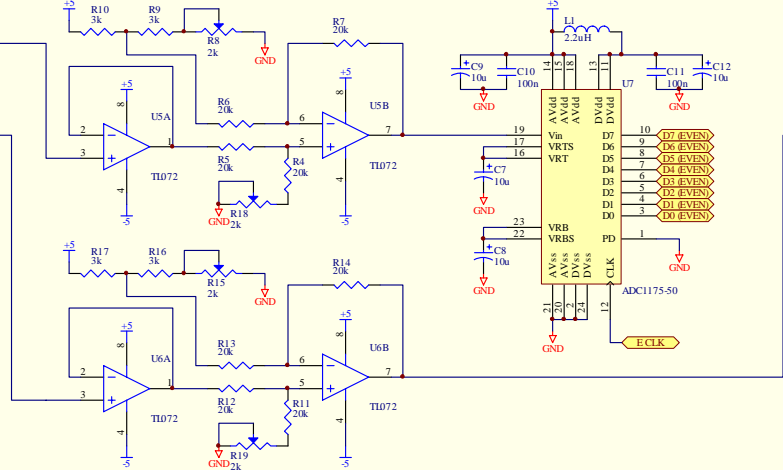 +5
R10
3k
R9
3k
R8
2k
GND
R7
20k
+5
8
U5A
2
3
1
TL072
4
-5
R6
20k
R5
20k
R4
20k
GND
R18
2k
+5
8
U5B
6
5
7
TL072
4
-5
+5
L1
2.2uH
C9
10u
C10
100n
GND
C11
100n
C12
10u
GND
14
15
18
13
11
U7
AVdd
AVdd
AVdd
DVdd
DVdd
19
Vin
17
VRTS
16
VRT
C7
10u
GND
23
VRB
22
VRBS
C8
10u
GND
D7
10
D7 (EVEN)
D6
9
D6 (EVEN)
D5
8
D5 (EVEN)
D4
7
D4 (EVEN)
D3
6
D3 (EVEN)
D2
5
D2 (EVEN)
D1
4
D1 (EVEN)
D0
3
D0 (EVEN)
PD
1
GND
AVss
AVss
DVss
DVss
CLK
ADC1175-50
21
20
2
24
12
GND
E CLK
+5
R17
3k
R16
3k
R15
2k
GND
R14
20k
+5
8
U6A
2
3
1
TL072
4
-5
R13
20k
R12
20k
R11
20k
GND
R19
2k
+5
8
U6B
6
5
7
TL072
4
-5